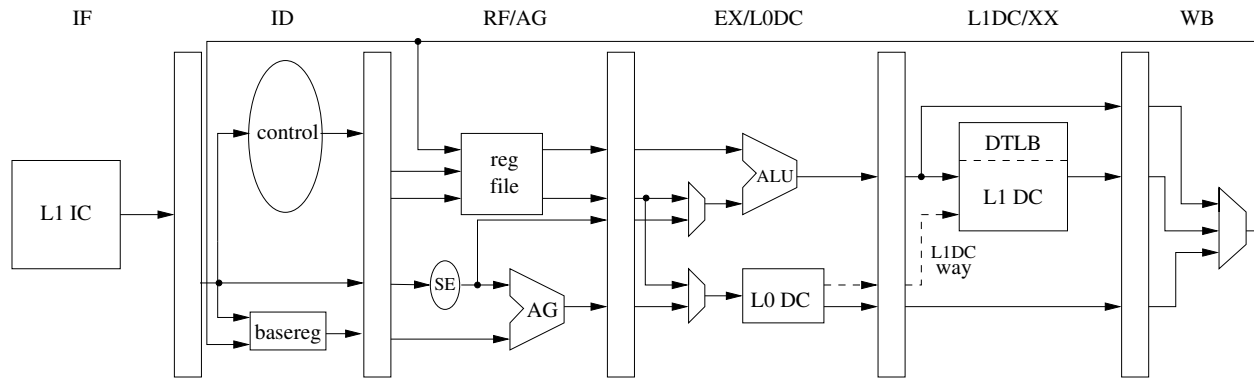 IF
ID
RF/AG
EX/L0DC
L1DC/XX
WB
control
reg
file
ALU
DTLB
L1 DC
L1 IC
SE
AG
L0 DC
L1DC
way
basereg